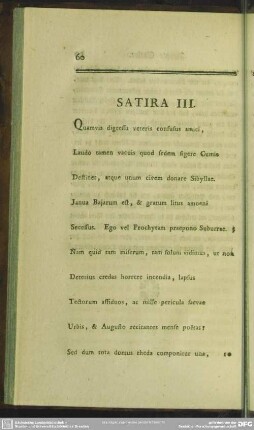 60
SATIRA III.
Quamvis digressu veteris confusus amici,
Laudo tamen vacuis quod sedem figere Cumis
Destinet, atque unum civem donare Sibyllae.
Janua Bajarum est, & gratum litus amoeni
Secessus. Ego vel Prochytam praepono Suburrae. 5
Nam quid tam miserum, tam solum vidimus, ut non
Deterius credas horrere incendia, lapsus
Tectorum assiduos, ac mille pericula saevae
Urbis, & Augusto recitantes mense poëtas?
Sed dum tota domus rheda componitur una, 10